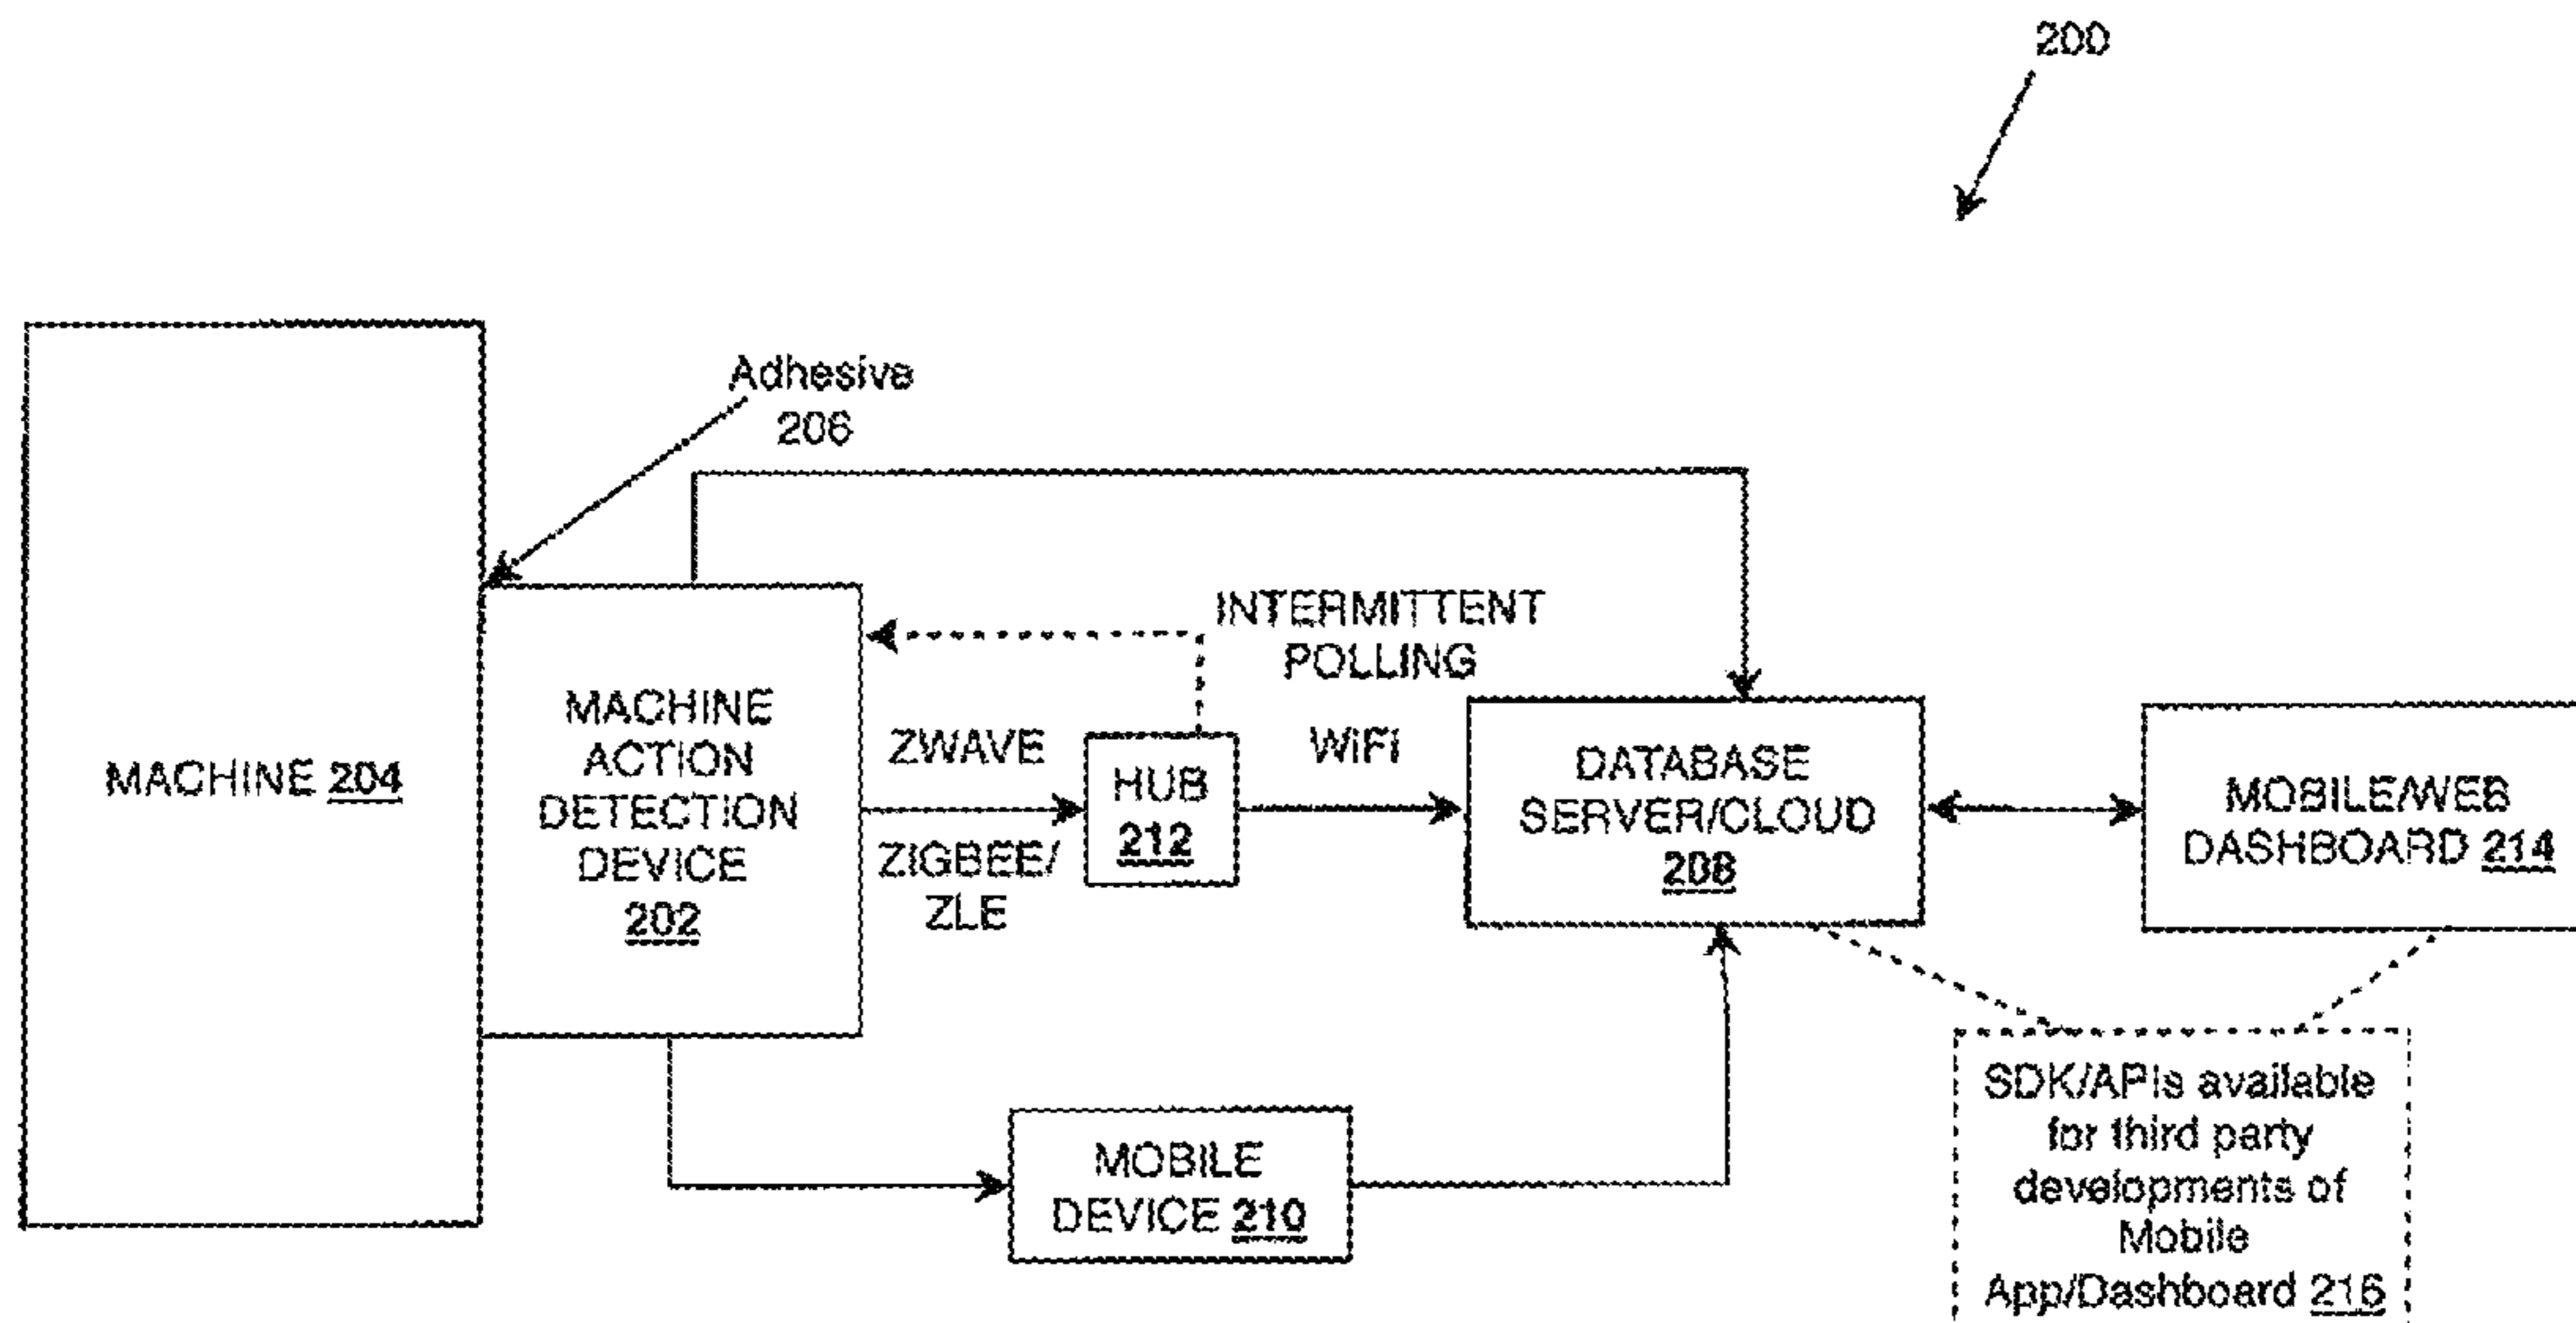 200
Adhesive
206
INTERMITTENT
POLLING
MACHINE 204
MACHINE
ACTION
DETECTION
DEVICE
202
ZWAVE
ZIGBEE/
ZLE
HUB
212
WiFi
DATABASE
SERVER/CLOUD
208
MOBILE/WEB
DASHBOARD 214
MOBILE
DEVICE 210
SDK/APIs available
for third party
developments of
Mobile
App/Dashboard 216